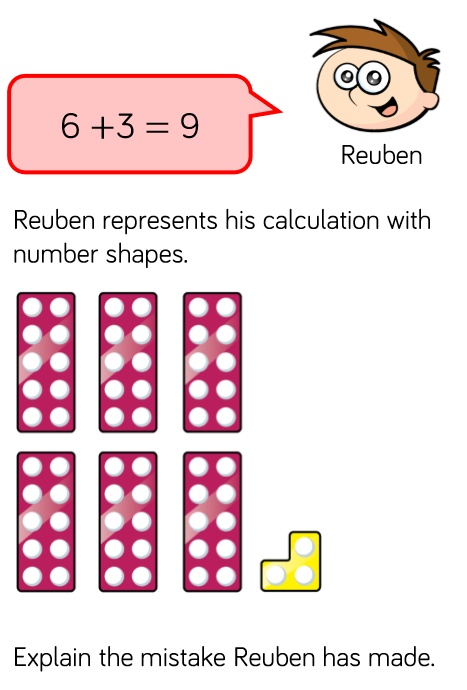 6 +3 = 9
Reuben
Reuben represents his calculation with
number shapes.
Explain the mistake Reuben has made.